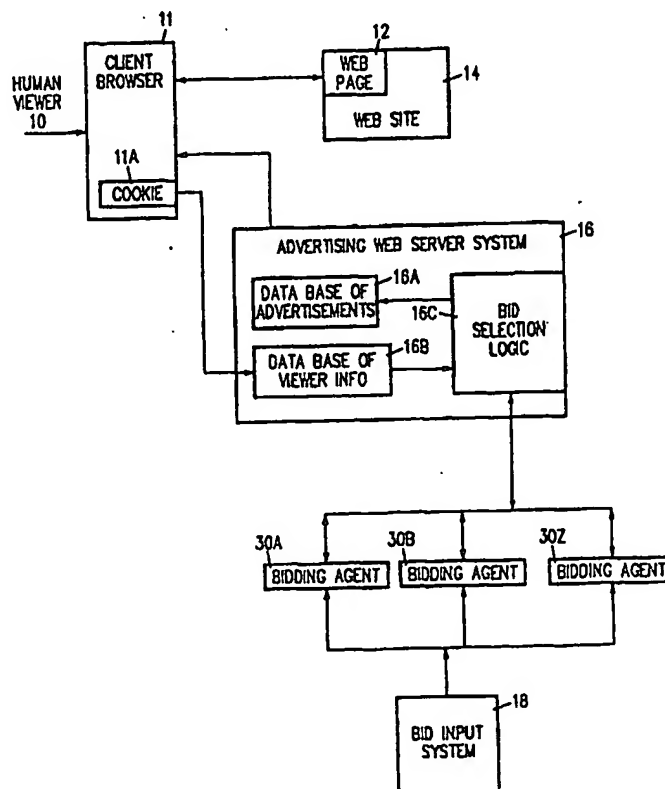 11
CLIENT
BROWSER
HUMAN
VIEWER
10
11A
COOKIE
12
WEB
PAGE
14
WEB SITE
16
ADVERTISING WEB SERVER SYSTEM
16A
DATA BASE OF
ADVERTISEMENTS
16B
DATA BASE OF
VIEWER INFO
16C
BID
SELECTION
LOGIC
30A
BIDDING AGENT
30B
BIDDING AGENT
30Z
BIDDING AGENT
18
BID INPUT
SYSTEM